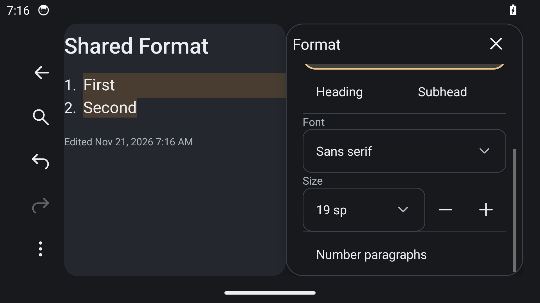 7:16
Shared Format
1. First
2. Second
Edited Nov 21, 2026 7:16 AM
Format
Heading
Subhead
Font
Sans serif
Size
19 sp
Number paragraphs